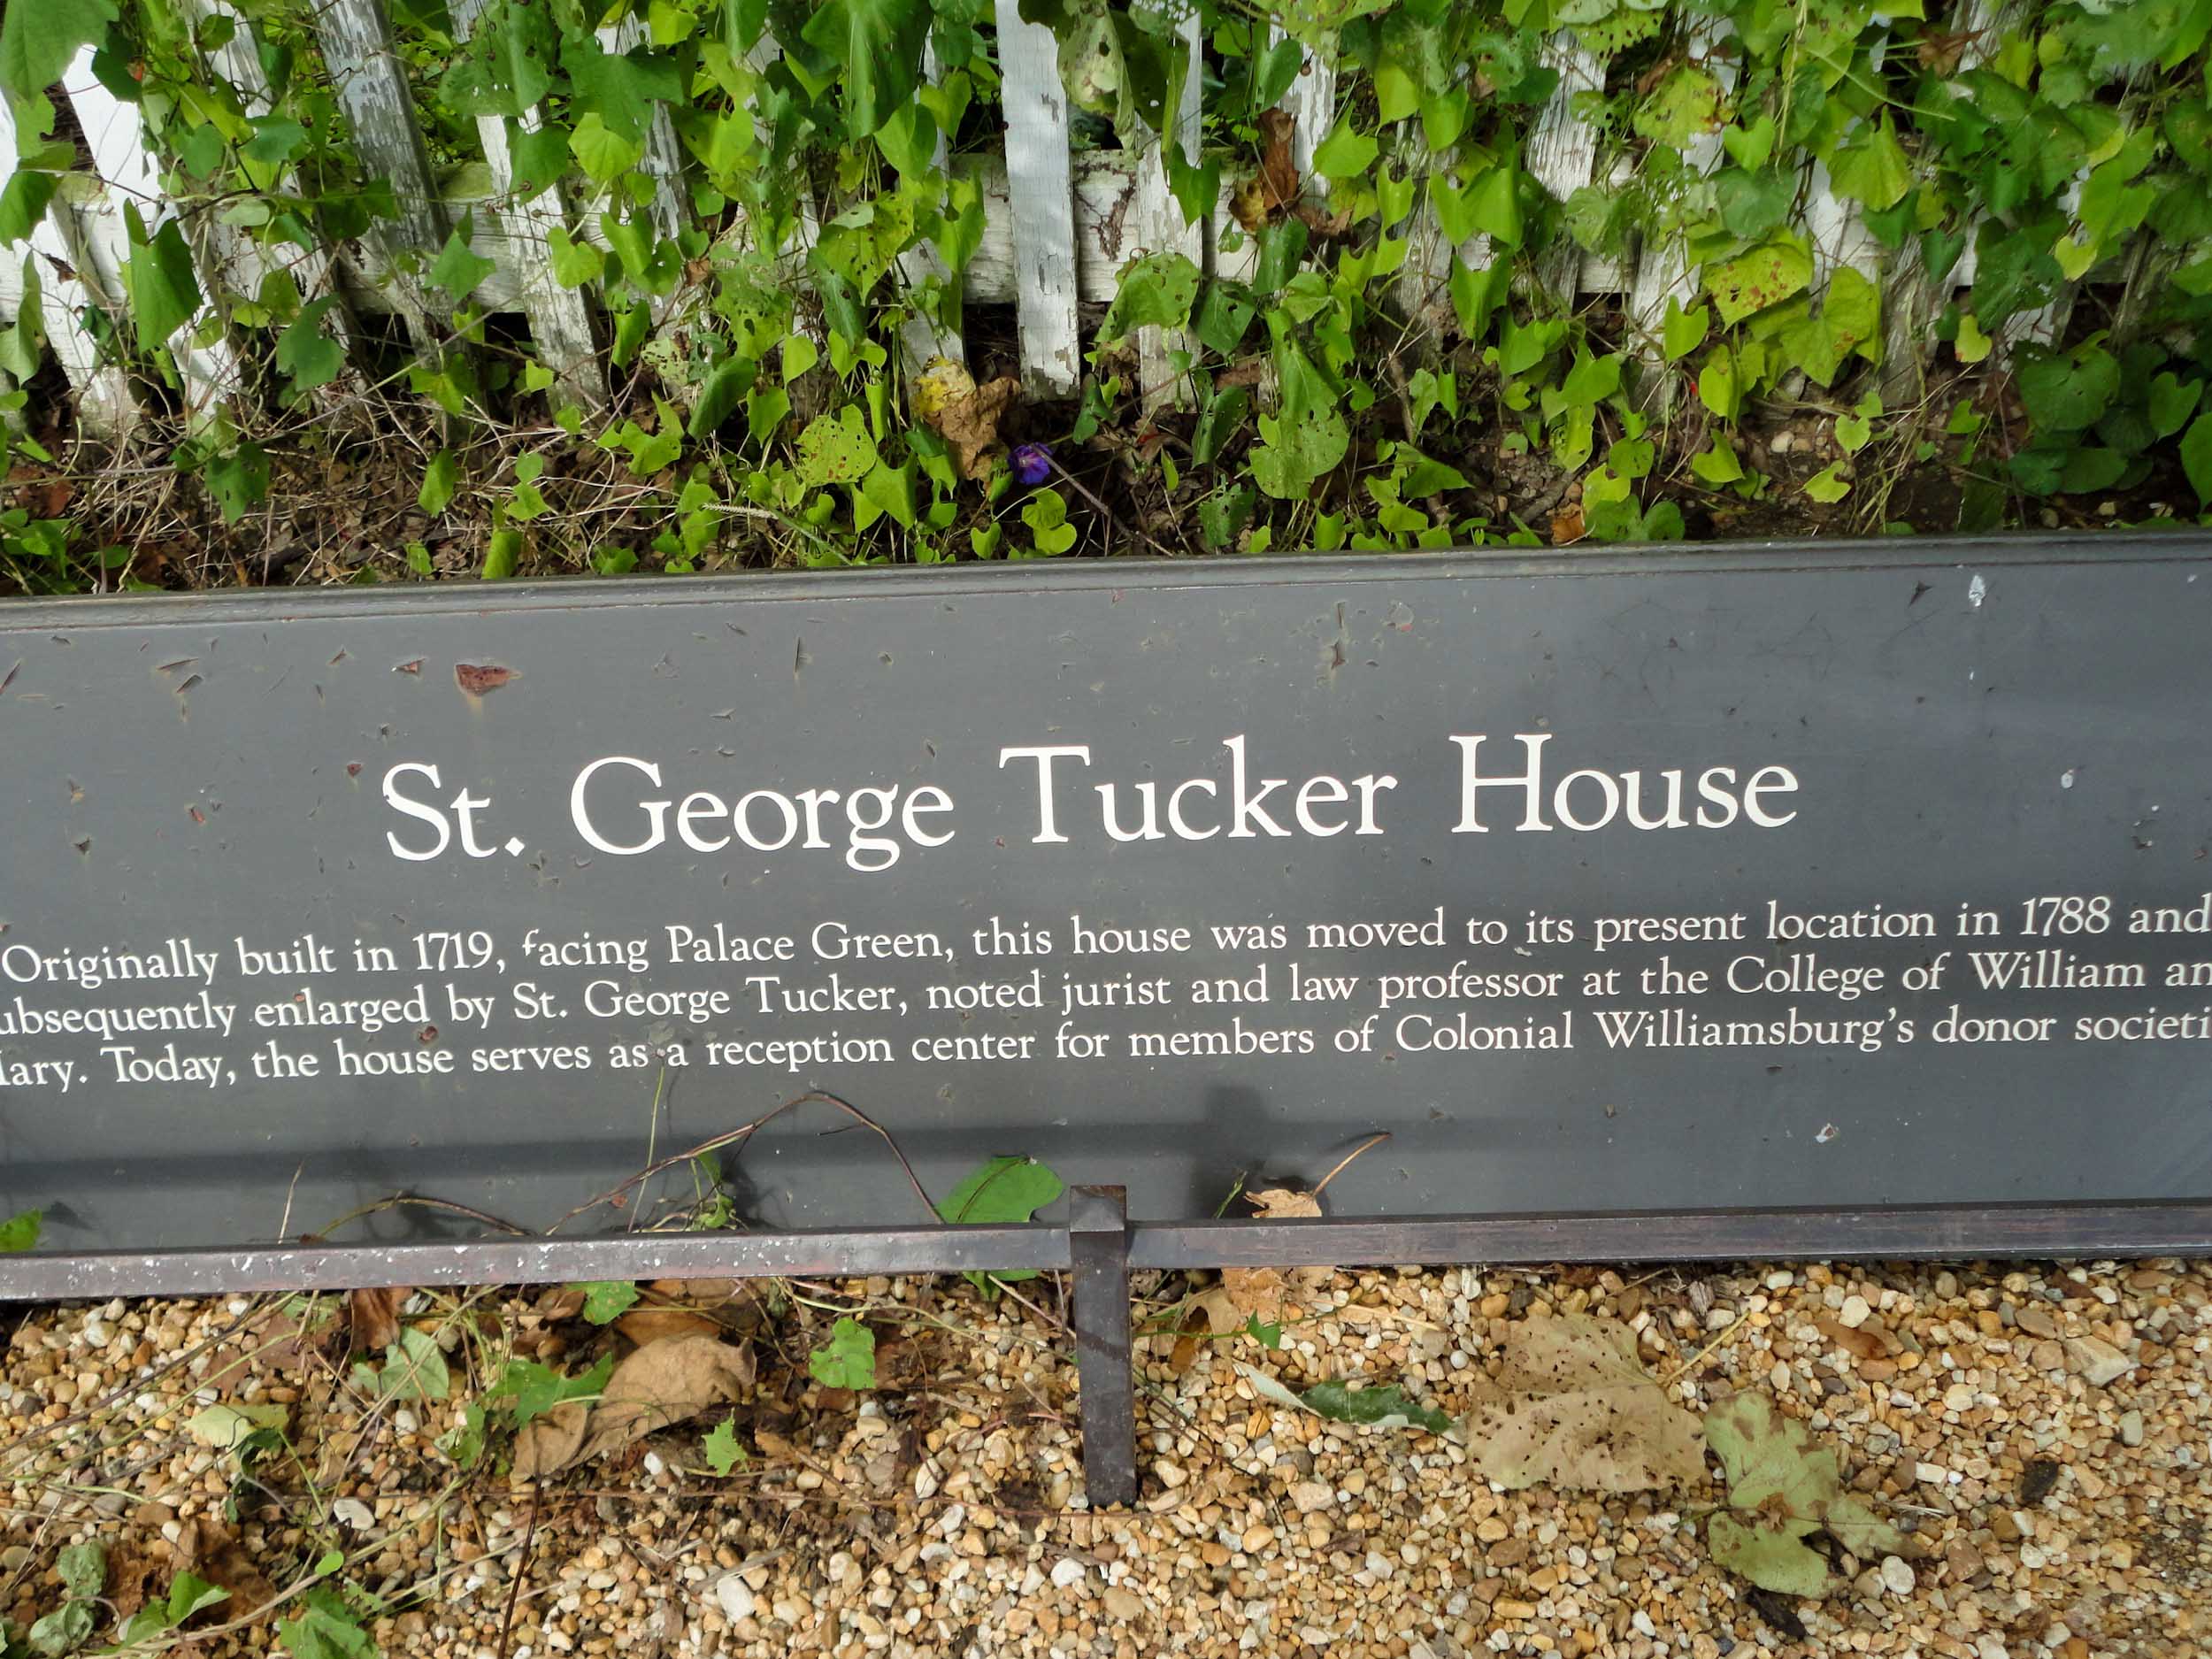 St. George Tucker House
Originally built in 1719, facing Palace Green, this house was moved to its present location in 1788 and
ubsequently enlarged by St. George Tucker, noted jurist and law professor at the College of William an
ary. Today, the house serves as a reception center for members of Colonial Williamsburg's donor societi